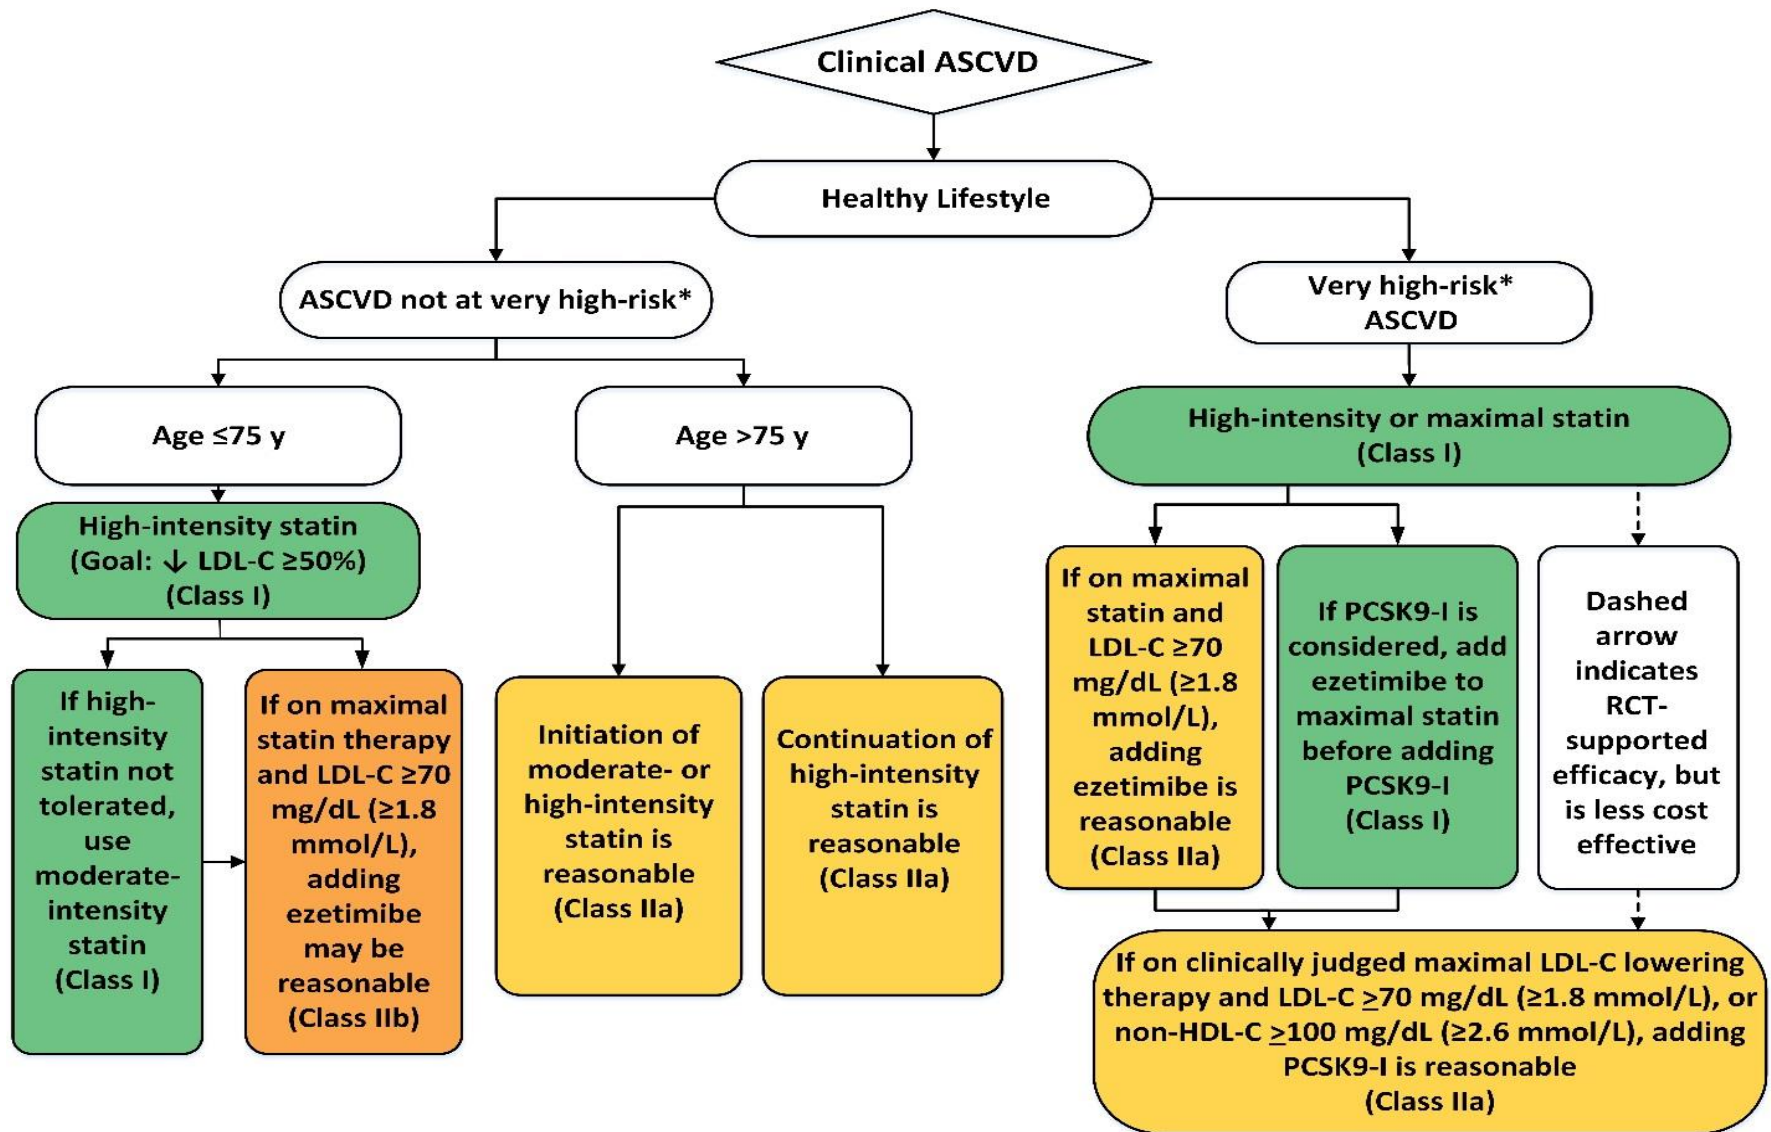 Clinical ASCVD
Healthy Lifestyle
ASCVD not at very high-risk*
Very high-risk*
ASCVD
Age ≤75 y
Age >75 y
High-intensity or maximal statin
(Class I)
High-intensity statin
(Goal: ↓ LDL-C ≥50%)
(Class I)
If high-
intensity
statin not
tolerated,
use
moderate-
intensity
statin
(Class I)
If on maximal
statin therapy
and LDL-C ≥70
mg/dL (≥1.8
mmol/L),
adding
ezetimibe
may be
reasonable
(Class IIb)
Initiation of
moderate- or
high-intensity
statin is
reasonable
(Class IIa)
Continuation of
high-intensity
statin is
reasonable
(Class IIa)
If on maximal
statin and
LDL-C ≥70
mg/dL (≥1.8
mmol/L),
adding
ezetimibe is
reasonable
(Class IIa)
If PCSK9-I is
considered, add
ezetimibe to
maximal statin
before adding
PCSK9-I
(Class I)
Dashed
arrow
indicates
RCT-
supported
efficacy, but
is less cost
effective
If on clinically judged maximal LDL-C lowering
therapy and LDL-C ≥70 mg/dL (≥1.8 mmol/L), or
non-HDL-C ≥100 mg/dL (≥2.6 mmol/L), adding
PCSK9-I is reasonable
(Class IIa)